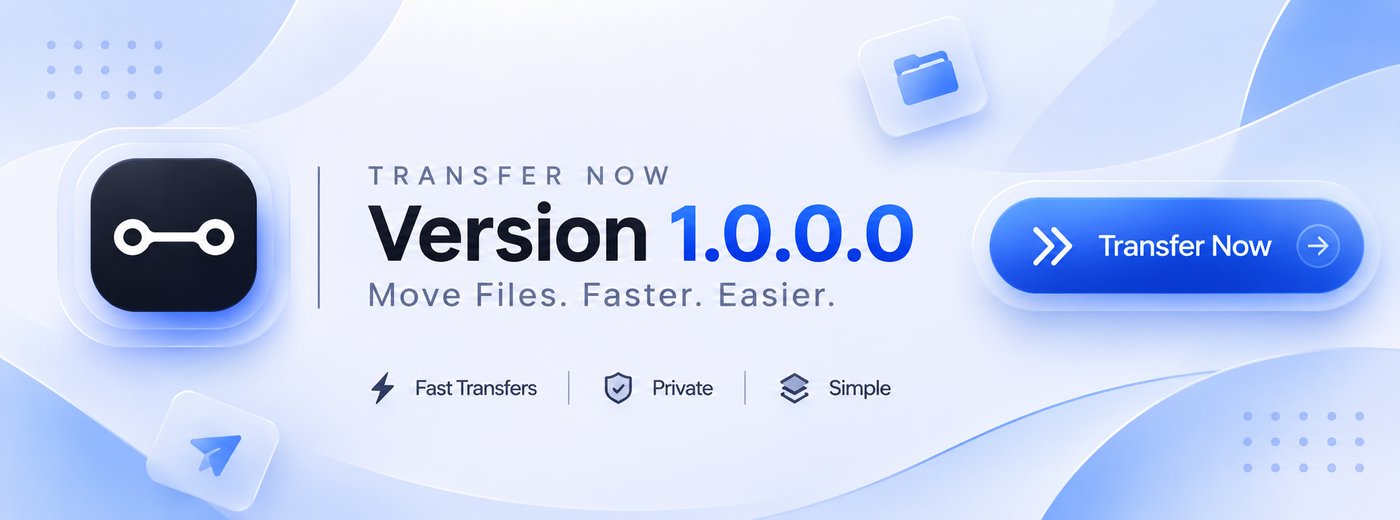 TRANSFER NOW
Version 1.0.0.0
Move Files. Faster. Easier.
Fast Transfers
Private
Simple
Transfer Now